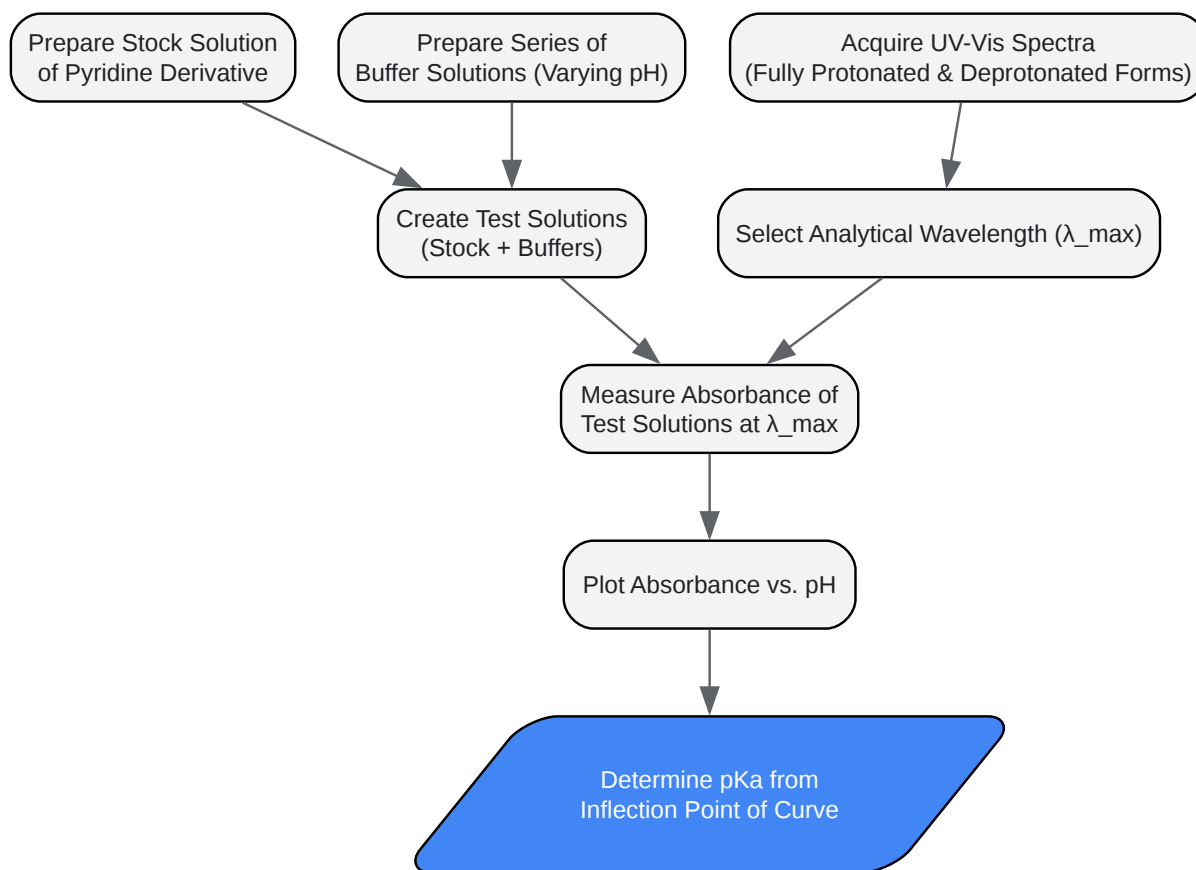 Prepare Stock Solution
of Pyridine Derivative
Prepare Series of
Buffer Solutions (Varying pH)
Acquire UV-Vis Spectra
(Fully Protonated & Deprotonated Forms)
Create Test Solutions
(Stock + Buffers)
Select Analytical Wavelength (λ_max)
Measure Absorbance of
Test Solutions at λ_max
Plot Absorbance vs. pH
Determine pKa from
Inflection Point of Curve